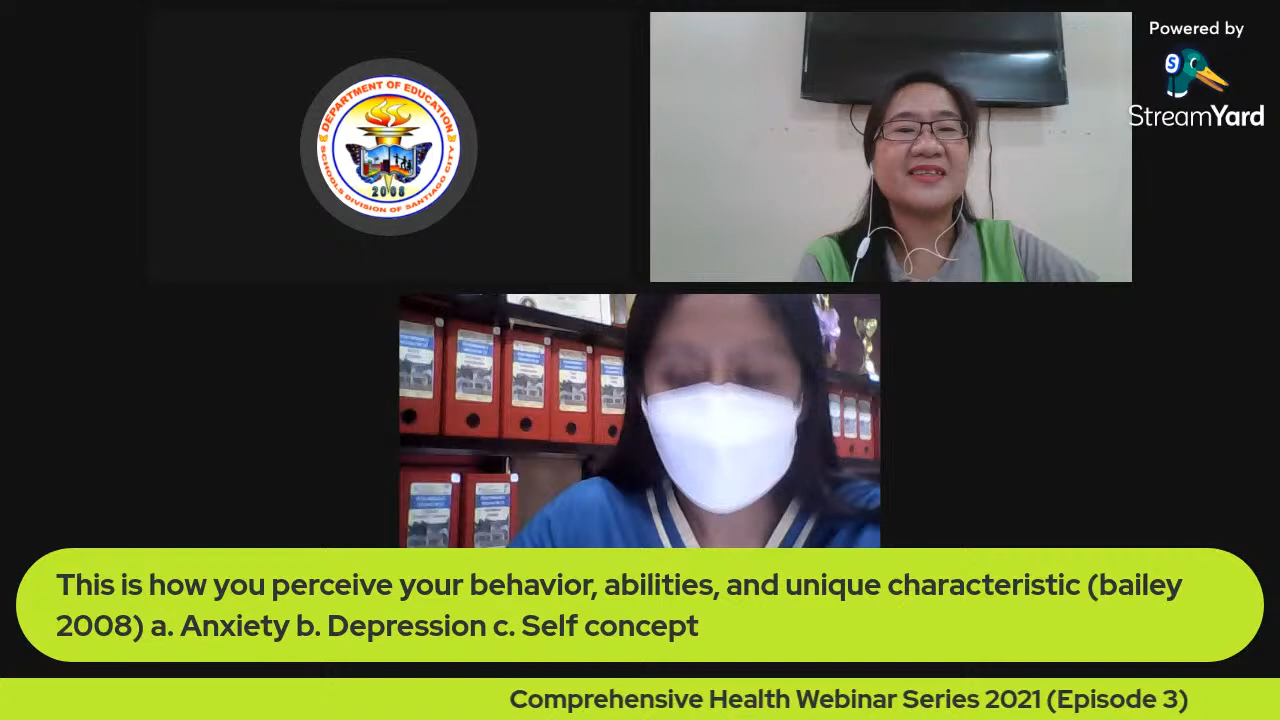 Powered by
S
StreamYard
DEPARTMENT OF EDUCATION
2008
SCHOOLS DIVISION OF SANTIAGO CITY
This is how you perceive your behavior, abilities, and unique characteristic (bailey
2008) a. Anxiety b. Depression c. Self concept
Comprehensive Health Webinar Series 2021 (Episode 3)